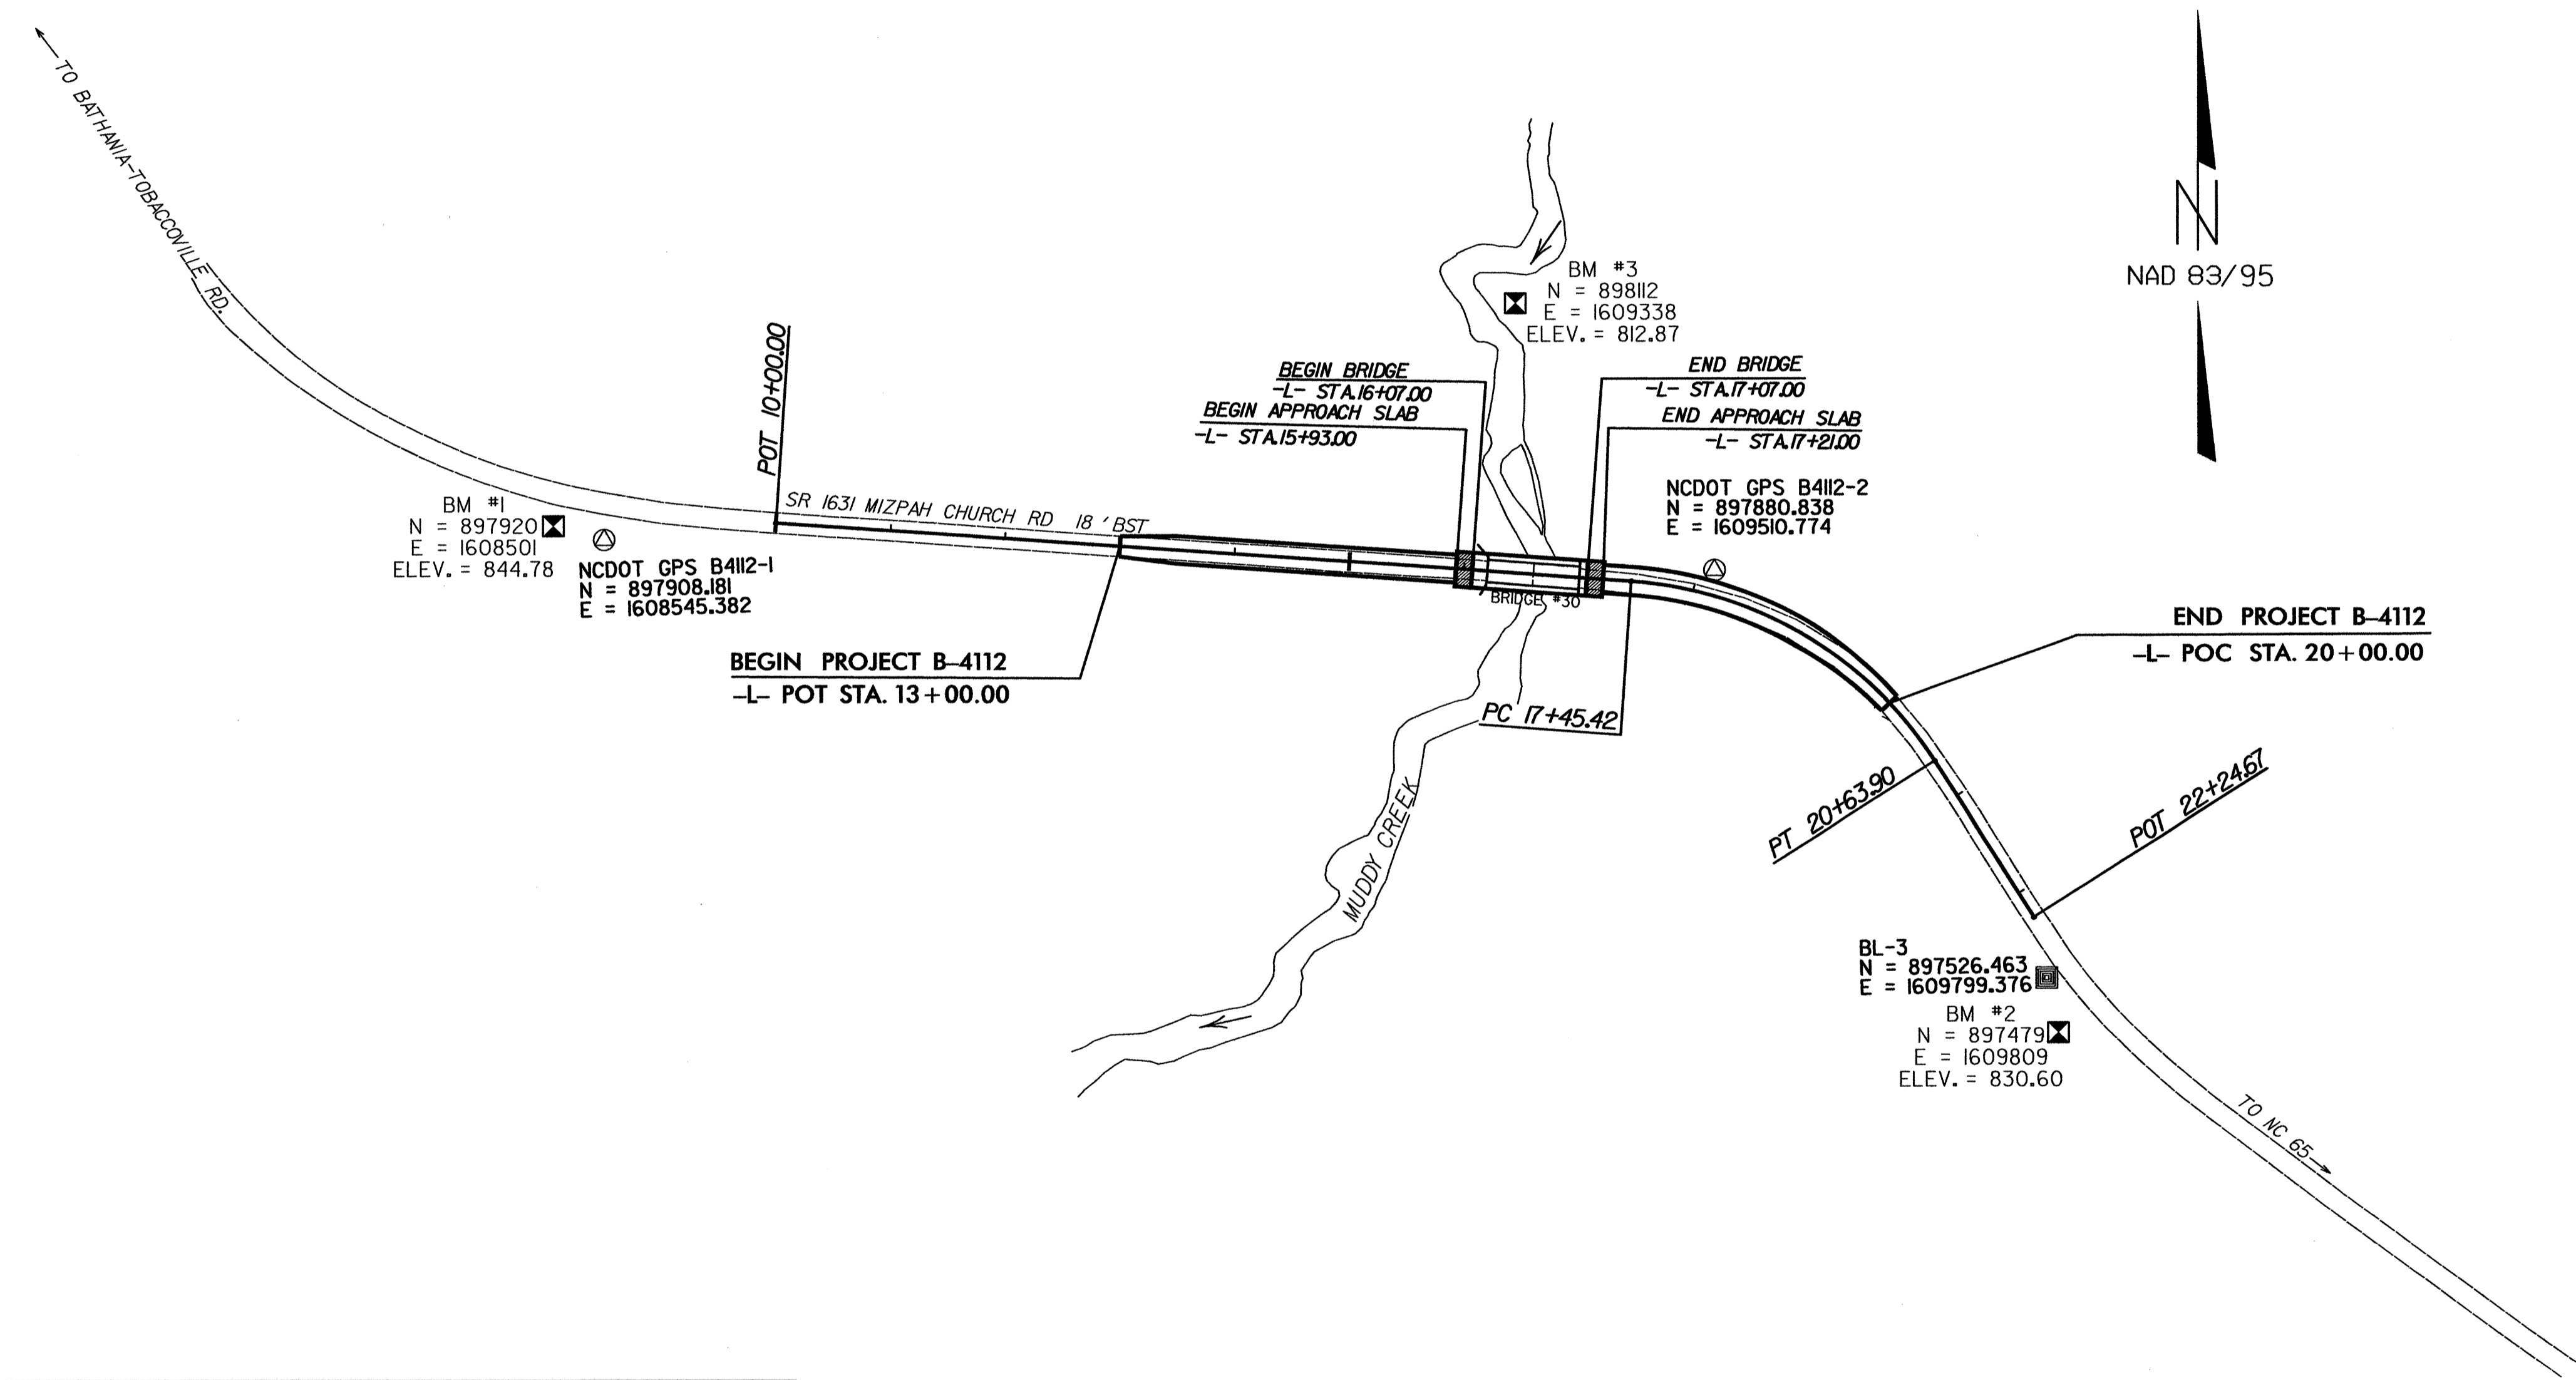 TO BATHANIA-TOBACCOVILLE RD.
N
NAD 83/95
BM #3
N = 898112
E = 1609338
ELEV. = 812.87
POT 10+00.00
BEGIN BRIDGE
-L- STA.16+07.00
BEGIN APPROACH SLAB
-L- STA.15+93.00
END BRIDGE
-L- STA.17+07.00
END APPROACH SLAB
-L- STA.17+21.00
NCDOT GPS B4112-2
N = 897880.838
E = 1609510.774
BM #1
N = 897920
E = 1608501
ELEV. = 844.78
NCDOT GPS B4112-1
N = 897908.181
E = 1608545.382
SR 1631 MIZPAH CHURCH RD 18 ' BST
BRIDGE #30
BEGIN PROJECT B-4112
-L- POT STA. 13+00.00
END PROJECT B-4112
-L- POC STA. 20+00.00
PC 17+45.42
PT 20+63.90
POT 22+24.67
MUDDY CREEK
BL-3
N = 897526.463
E = 1609799.376
BM #2
N = 897479
E = 1609809
ELEV. = 830.60
TO NC 65